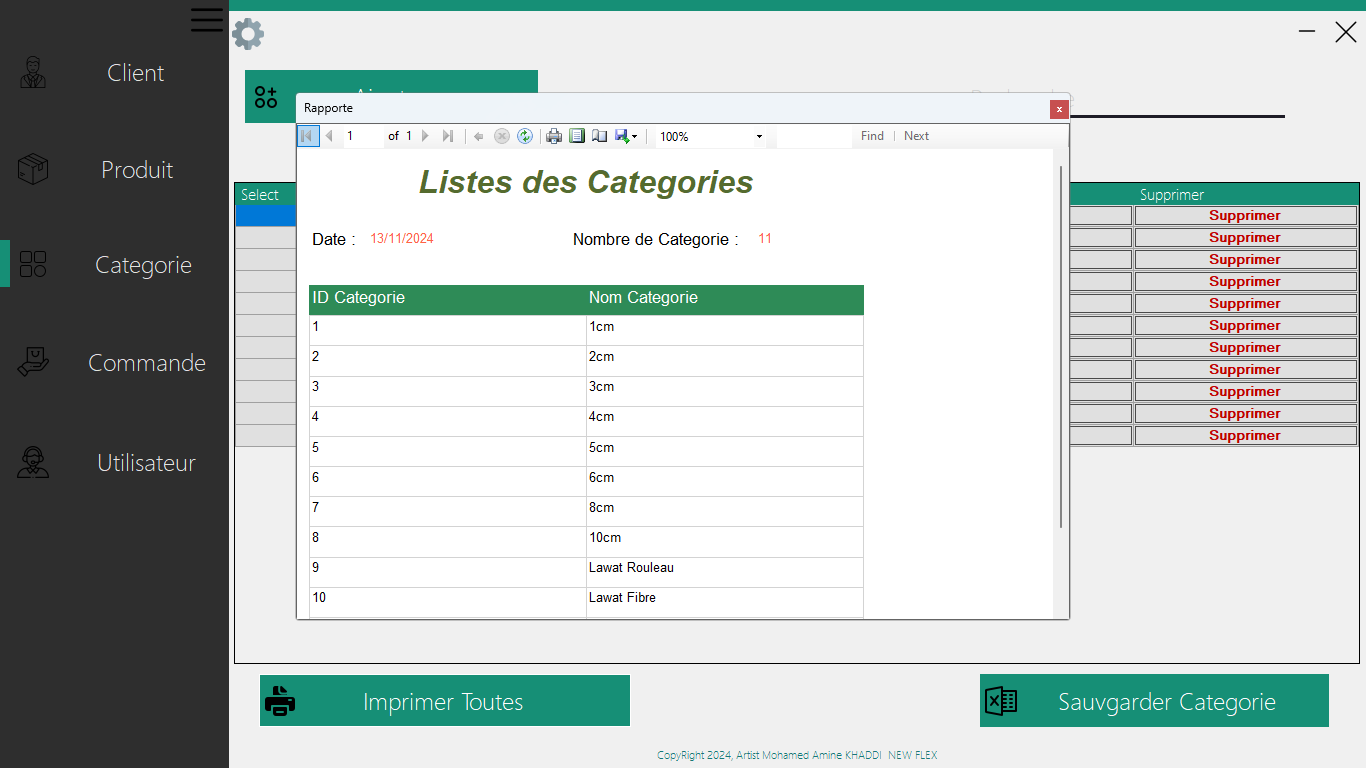 Client
Produit
Categorie
Commande
Utilisateur
Rapporte
x
1 of 1 100% Find Next
Listes des Categories
Date : 13/11/2024 Nombre de Categorie : 11
ID Categorie Nom Categorie
1 1cm
2 2cm
3 3cm
4 4cm
5 5cm
6 6cm
7 8cm
8 10cm
9 Lawat Rouleau
10 Lawat Fibre
Select Supprimer
Supprimer
Supprimer
Supprimer
Supprimer
Supprimer
Supprimer
Supprimer
Supprimer
Supprimer
Supprimer
Supprimer
Imprimer Toutes
Sauvgarder Categorie
CopyRight 2024, Artist Mohamed Amine KHADDI NEW FLEX